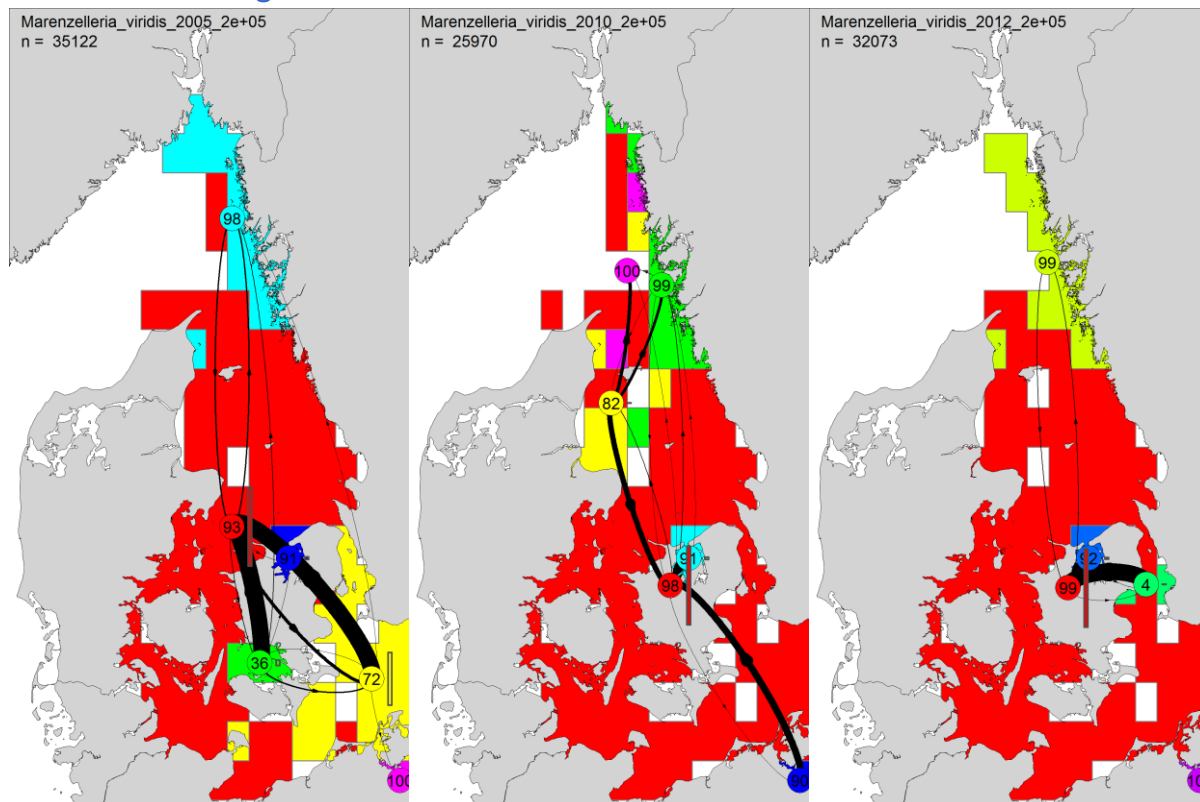 Marenzelleria_viridis_2005_2e+05
n = 35122
98
93
91
36
72
100
Marenzelleria_viridis_2010_2e+05
n = 25970
100
99
82
91
98
90
Marenzelleria_viridis_2012_2e+05
n = 32073
99
92
99
4